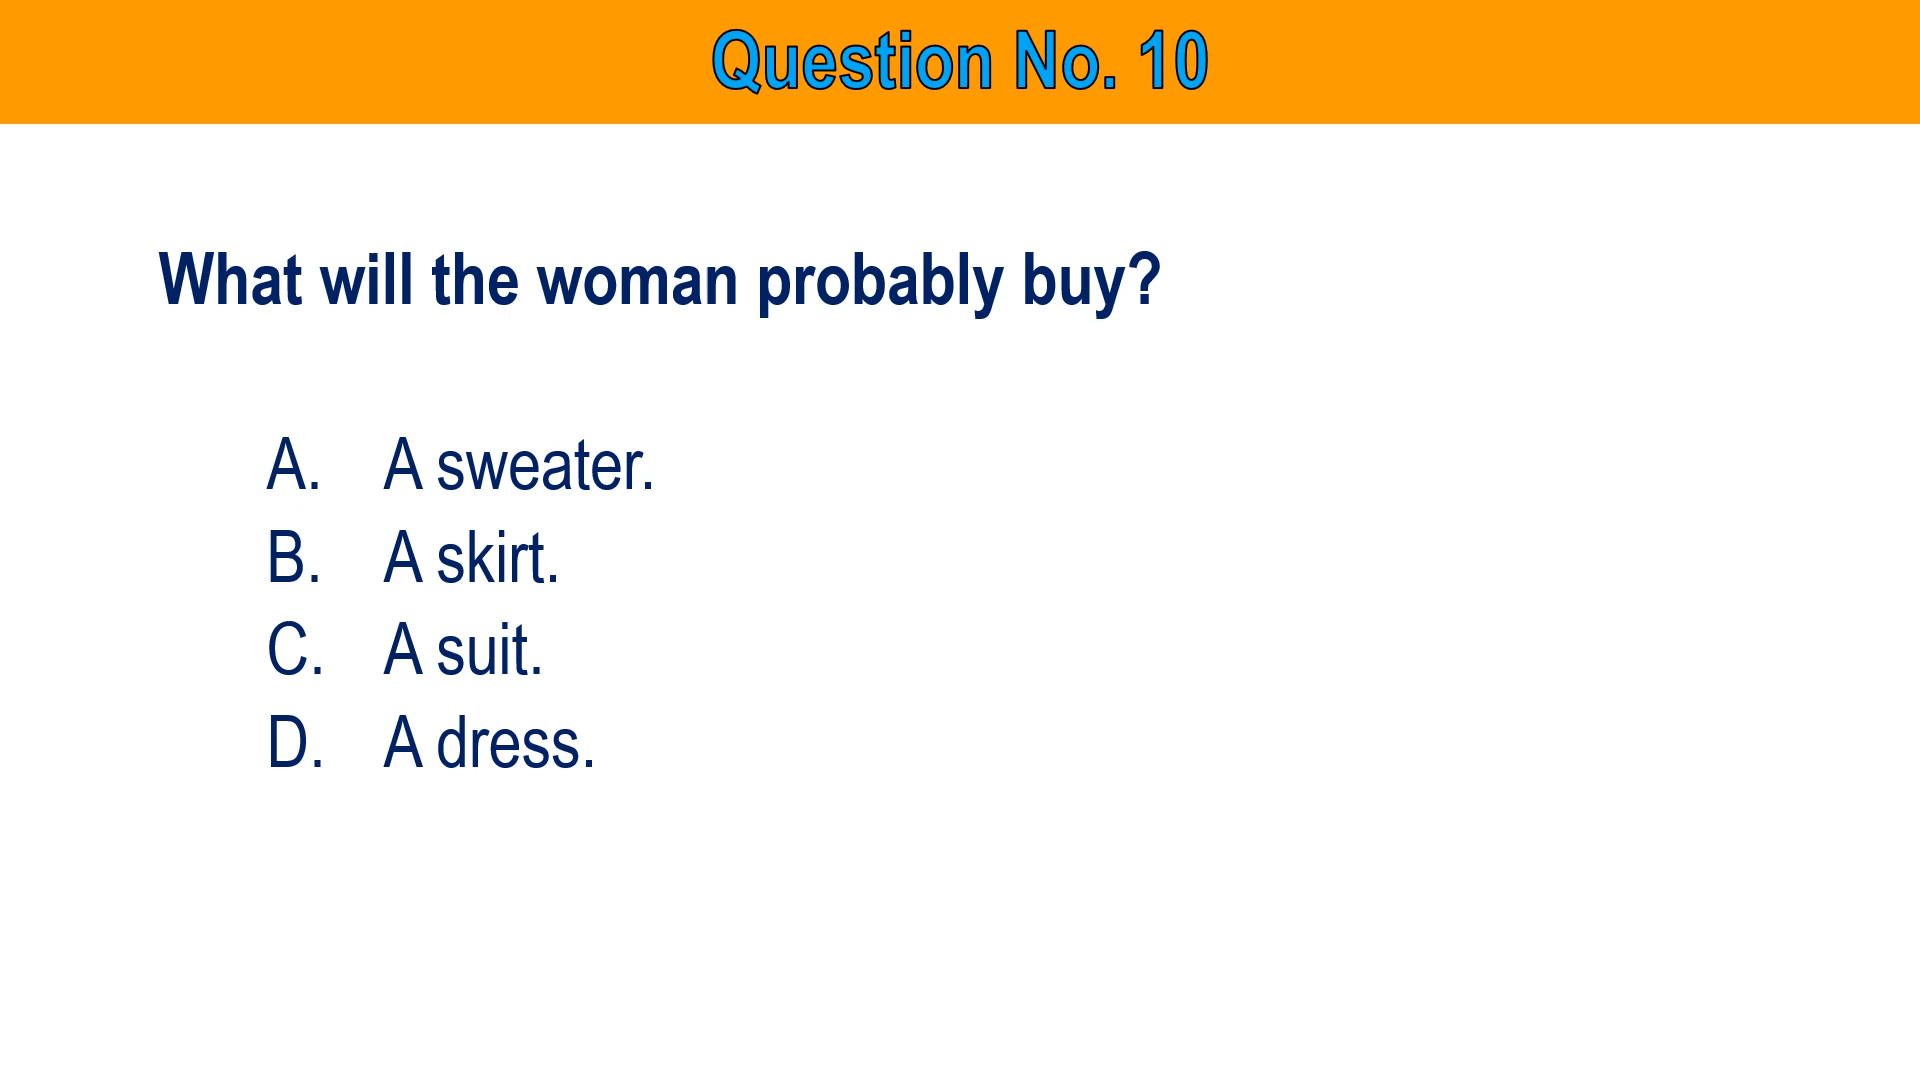 Question No. 10
What will the woman probably buy?
A. A sweater.
B. A skirt.
C. A suit.
D. A dress.